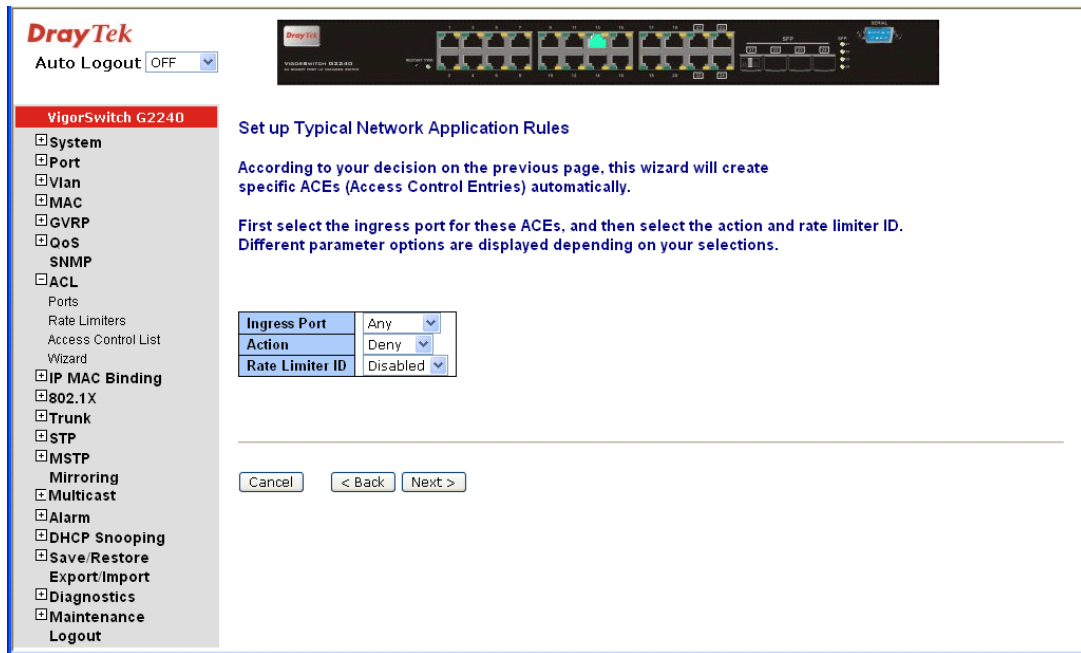 DrayTek
Auto Logout OFF
DrayTek
VIGORSWITCH G2240
SFP
SERIAL
VigorSwitch G2240
System
Port
Vlan
MAC
GVRP
QoS
SNMP
ACL
Ports
Rate Limiters
Access Control List
Wizard
IP MAC Binding
802.1X
Trunk
STP
MSTP
Mirroring
Multicast
Alarm
DHCP Snooping
Save/Restore
Export/Import
Diagnostics
Maintenance
Logout
Set up Typical Network Application Rules
According to your decision on the previous page, this wizard will create
specific ACEs (Access Control Entries) automatically.
First select the ingress port for these ACEs, and then select the action and rate limiter ID.
Different parameter options are displayed depending on your selections.
Ingress Port Any
Action Deny
Rate Limiter ID Disabled
Cancel < Back Next >